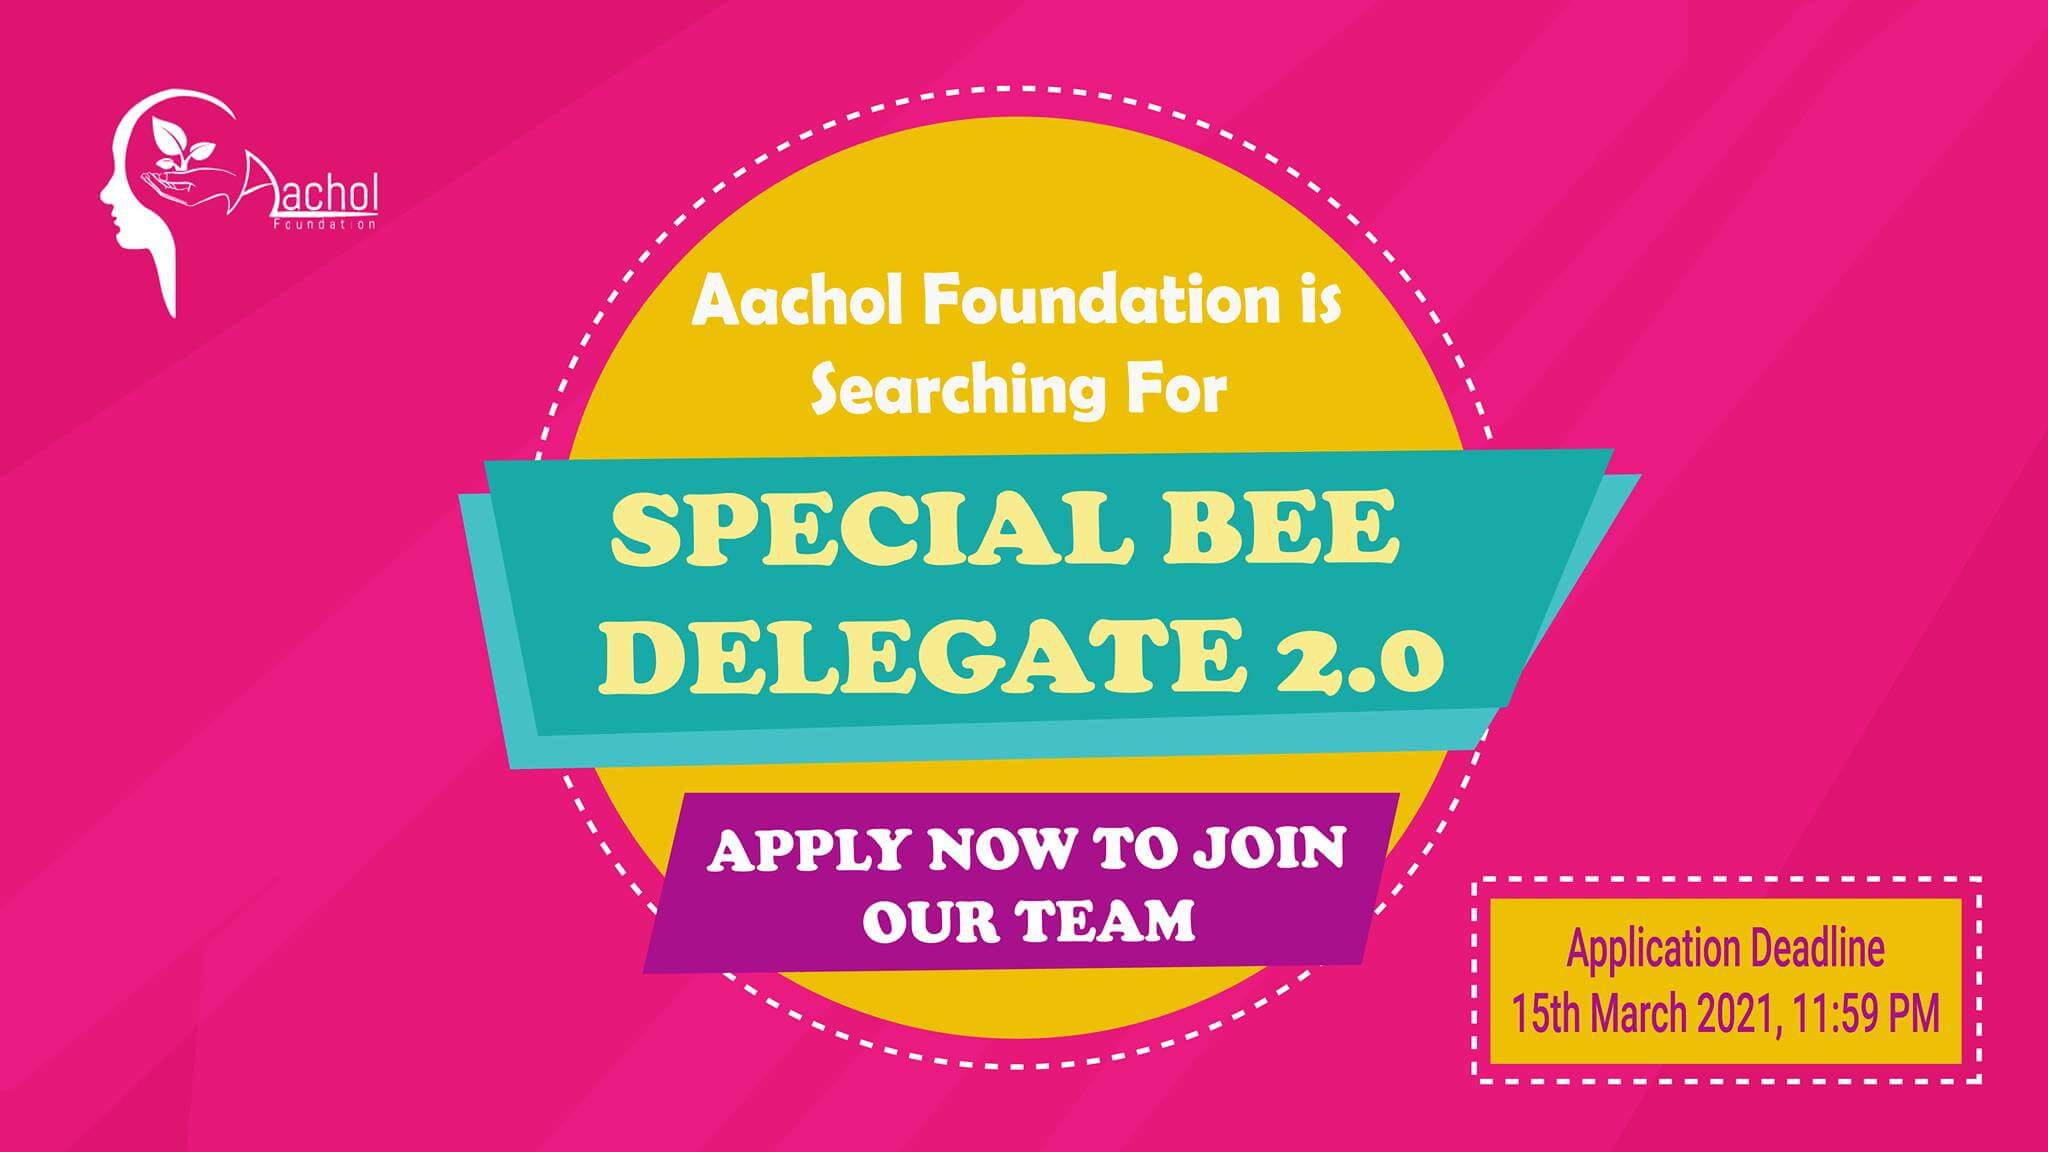 Aachol
Foundation
Aachol Foundation is
Searching For
SPECIAL BEE
DELEGATE 2.0
APPLY NOW TO JOIN
OUR TEAM
Application Deadline
15th March 2021, 11:59 PM